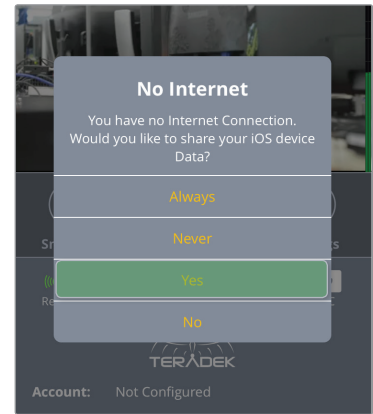 No Internet
You have no Internet Connection.
Would you like to share your iOS device
Data?
Always
Never
Yes
No
TERADEK
Account: Not Configured